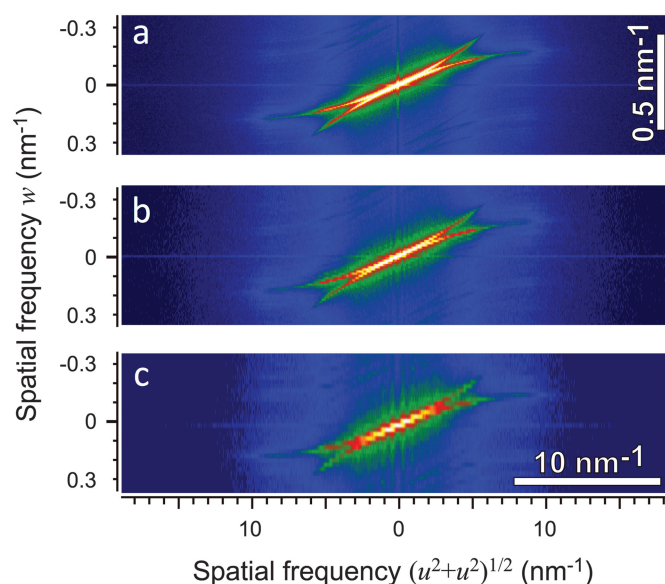 Spatial frequency w (nm-1)
-0.3
0
0.3
a
0.5 nm-1
-0.3
0
0.3
b
-0.3
0
0.3
c
10 nm-1
10
0
10
Spatial frequency (u2+u2)1/2 (nm-1)